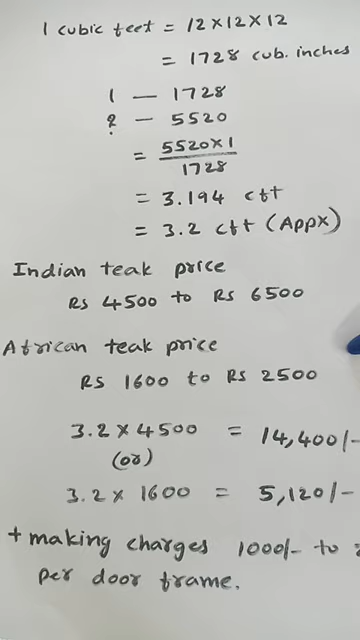 1 cubic feet = 12×12×12
= 1728 cub. inches
1 — 1728
? — 5520
= 5520×1
1728
= 3.194 cft
= 3.2 cft (Appx)
Indian teak price
Rs 4500 to Rs 6500
African teak price
Rs 1600 to Rs 2500
3.2 × 4500 = 14,400/-
(or)
3.2 × 1600 = 5,120/-
+ making charges 1000/- to
per door frame.